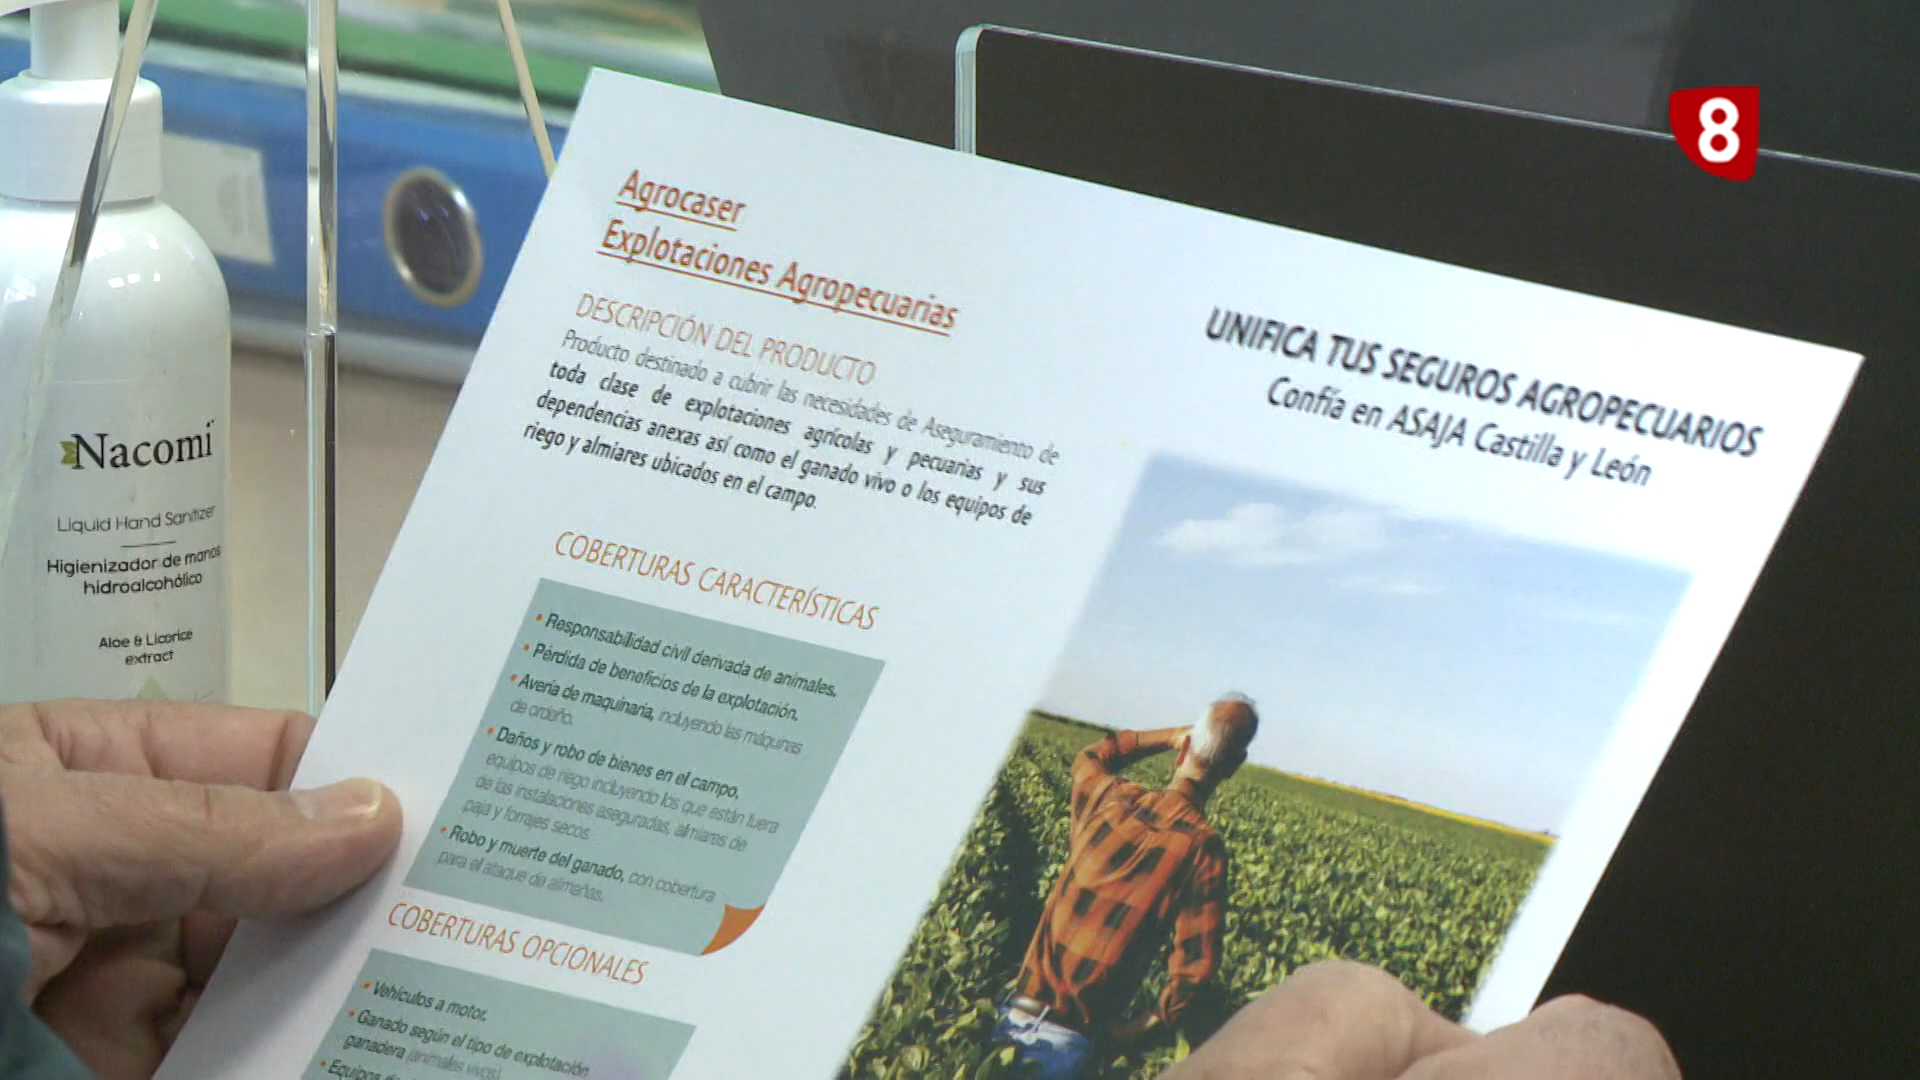 8
Nacomi
Liquid Hand Sanitizer
Higienizador de manos
hidroalcohólico
Aloe & Licorice
extract
Agrocaser
Explotaciones Agropecuarias
DESCRIPCIÓN DEL PRODUCTO
Producto destinado a cubrir las necesidades de Aseguramiento de
toda clase de explotaciones agrícolas y pecuarias y sus
dependencias anexas así como el ganado vivo o los equipos de
riego y almiares ubicados en el campo.
COBERTURAS CARACTERÍSTICAS
• Responsabilidad civil derivada de animales.
• Pérdida de beneficios de la explotación.
• Avería de maquinaria, incluyendo las máquinas
de ordeño.
• Daños y robo de bienes en el campo,
equipos de riego incluyendo los que están fuera
de las instalaciones aseguradas, almiares de
paja y forrajes secos.
• Robo y muerte del ganado, con cobertura
para el ataque de alimañas.
COBERTURAS OPCIONALES
• Vehículos a motor.
• Ganado según el tipo de explotación
ganadera (animales vivos).
• Equipos
UNIFICA TUS SEGUROS AGROPECUARIOS
Confía en ASAJA Castilla y León